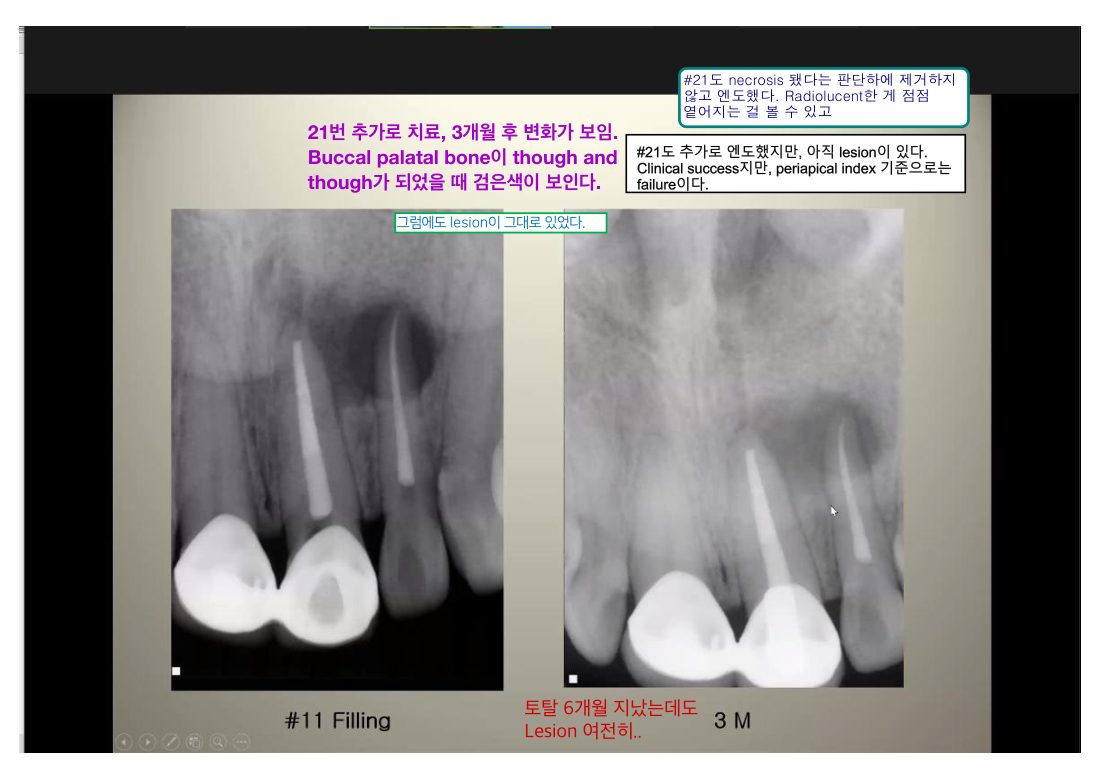 #21도 necrosis 됐다는 판단하에 제거하지
않고 엔도했다. Radiolucent한 게 점점
옅어지는 걸 볼 수 있고
21번 추가로 치료, 3개월 후 변화가 보임.
Buccal palatal bone이 though and
though가 되었을 때 검은색이 보인다.
#21도 추가로 엔도했지만, 아직 lesion이 있다.
Clinical success지만, periapical index 기준으로는
failure이다.
그럼에도 lesion이 그대로 있었다.
#11 Filling
토탈 6개월 지났는데도
Lesion 여전히..
3 M